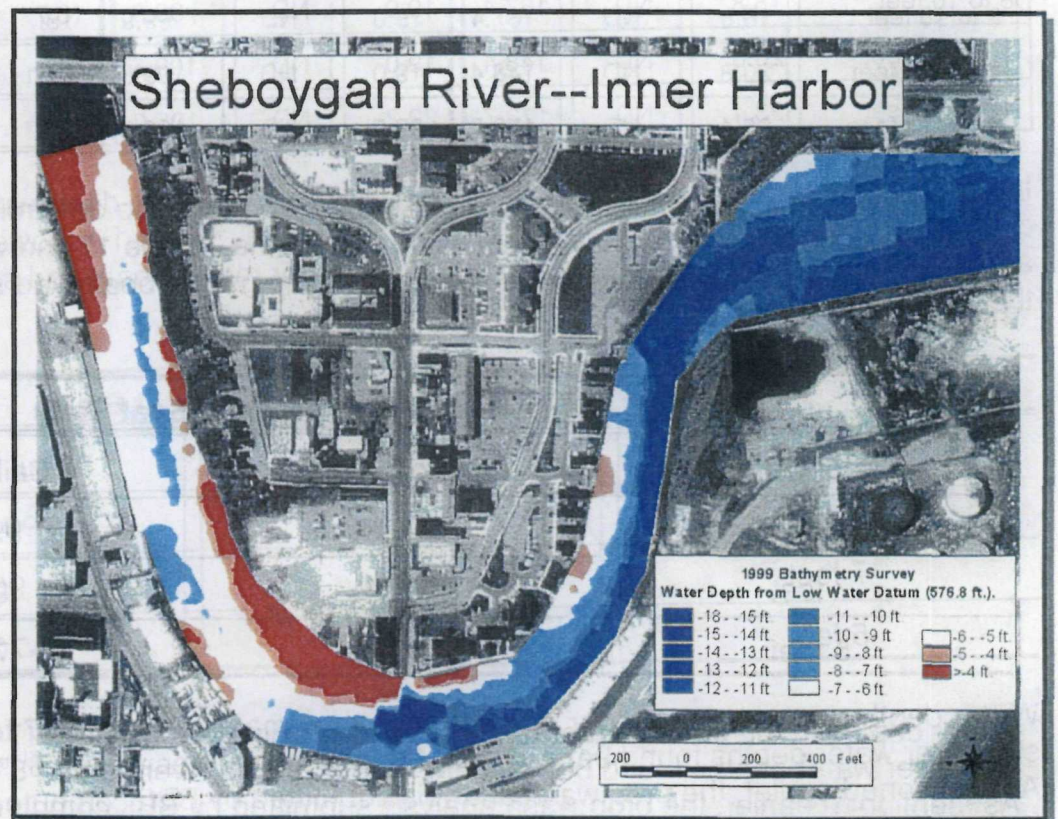 Sheboygan River--Inner Harbor
1999 Bathymetry Survey
Water Depth from Low Water Datum (576.8 ft.).
-18 - -15 ft
-15 - -14 ft
-14 - -13 ft
-13 - -12 ft
-12 - -11 ft
-11 - -10 ft
-10 - -9 ft
-9 - -8 ft
-8 - -7 ft
-7 - -6 ft
-6 - -5 ft.
-5 - -4 ft.
>-4 ft.
200 0 200 400 Feet